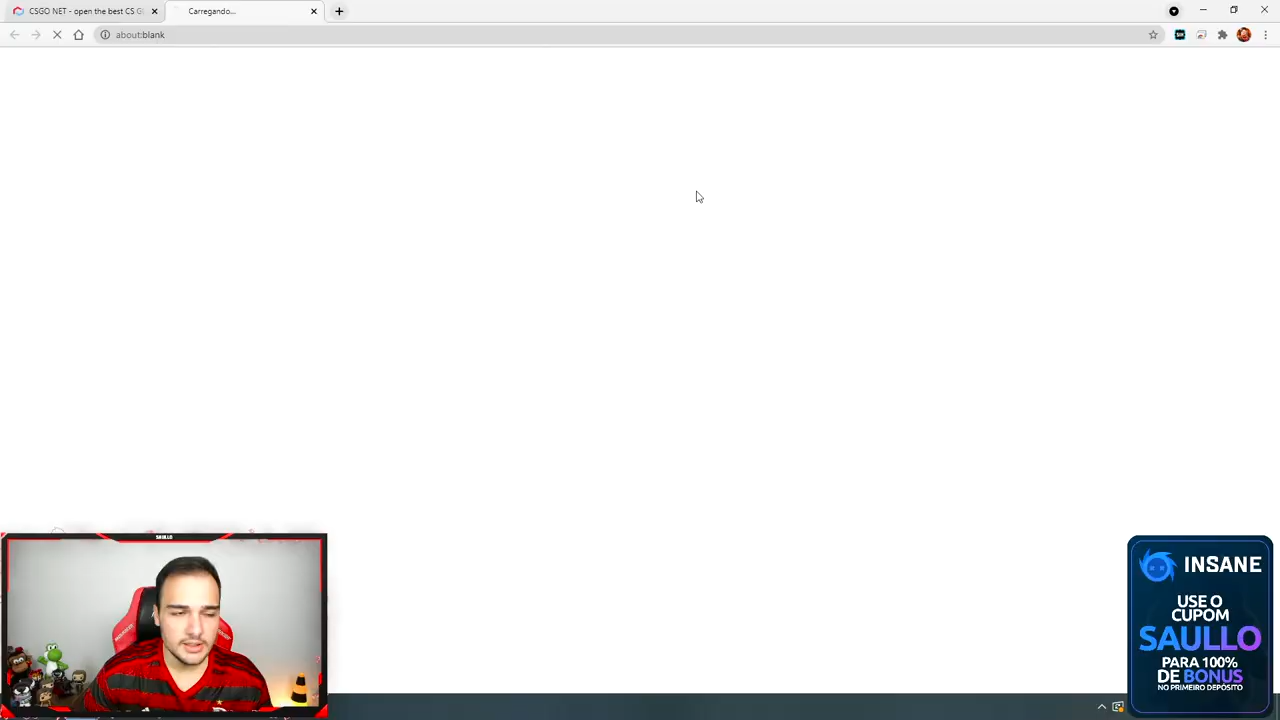 CSGO NET - open the best CS G
Carregando...
about:blank
SAULLO
INSANE
USE O
CUPOM
SAULLO
PARA 100%
DE BONUS
NO PRIMEIRO DEPÓSITO